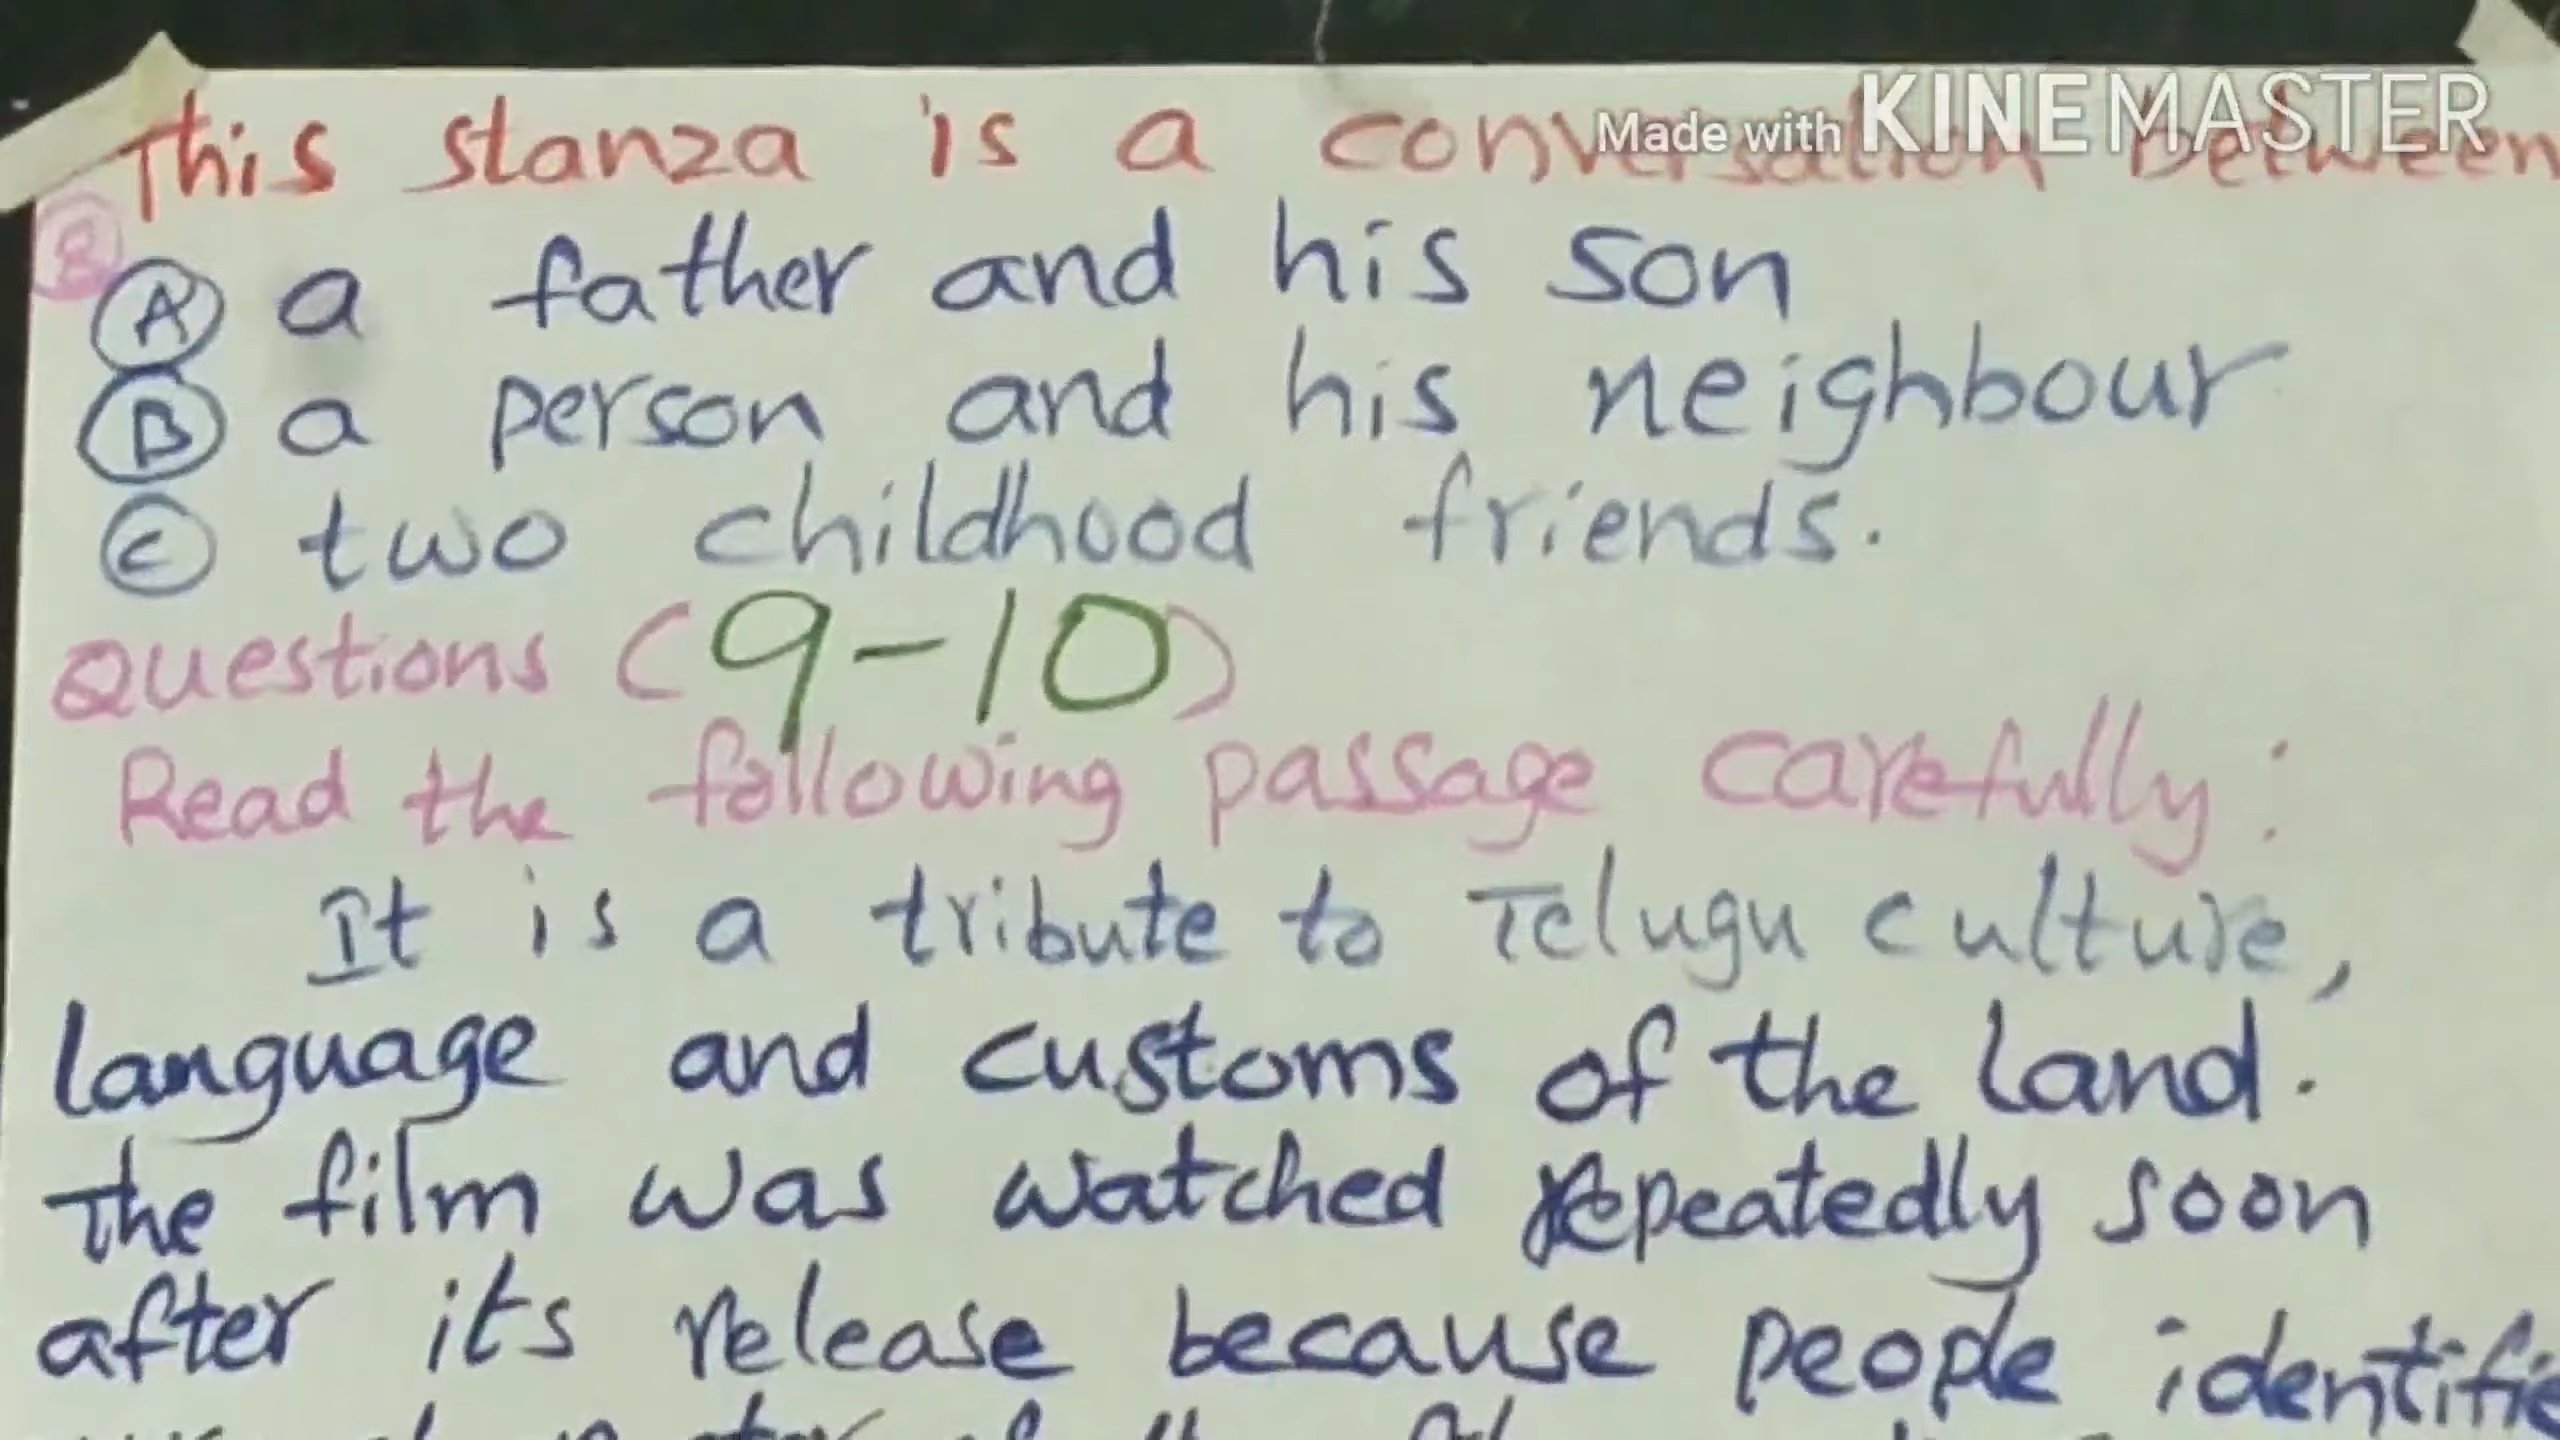 Made with KINEMASTER
This stanza is a conversation between
8
A a father and his son
B a person and his neighbour
C two childhood friends.
Questions (9-10)
Read the following passage carefully:
It is a tribute to Telugu culture,
language and customs of the land.
The film was watched repeatedly soon
after its release because people identifie